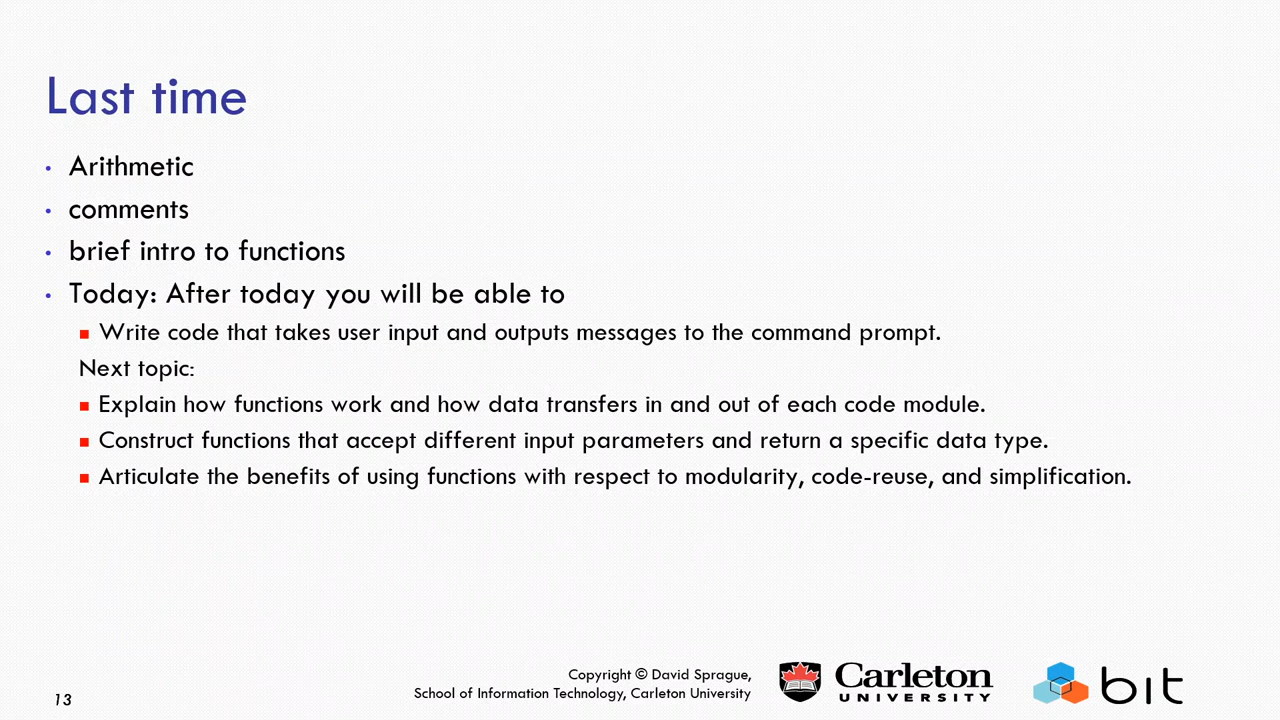 Last time
• Arithmetic
• comments
• brief intro to functions
• Today: After today you will be able to
▪ Write code that takes user input and outputs messages to the command prompt.
Next topic:
▪ Explain how functions work and how data transfers in and out of each code module.
▪ Construct functions that accept different input parameters and return a specific data type.
▪ Articulate the benefits of using functions with respect to modularity, code-reuse, and simplification.
13
Copyright © David Sprague,
School of Information Technology, Carleton University
Carleton
UNIVERSITY
bit